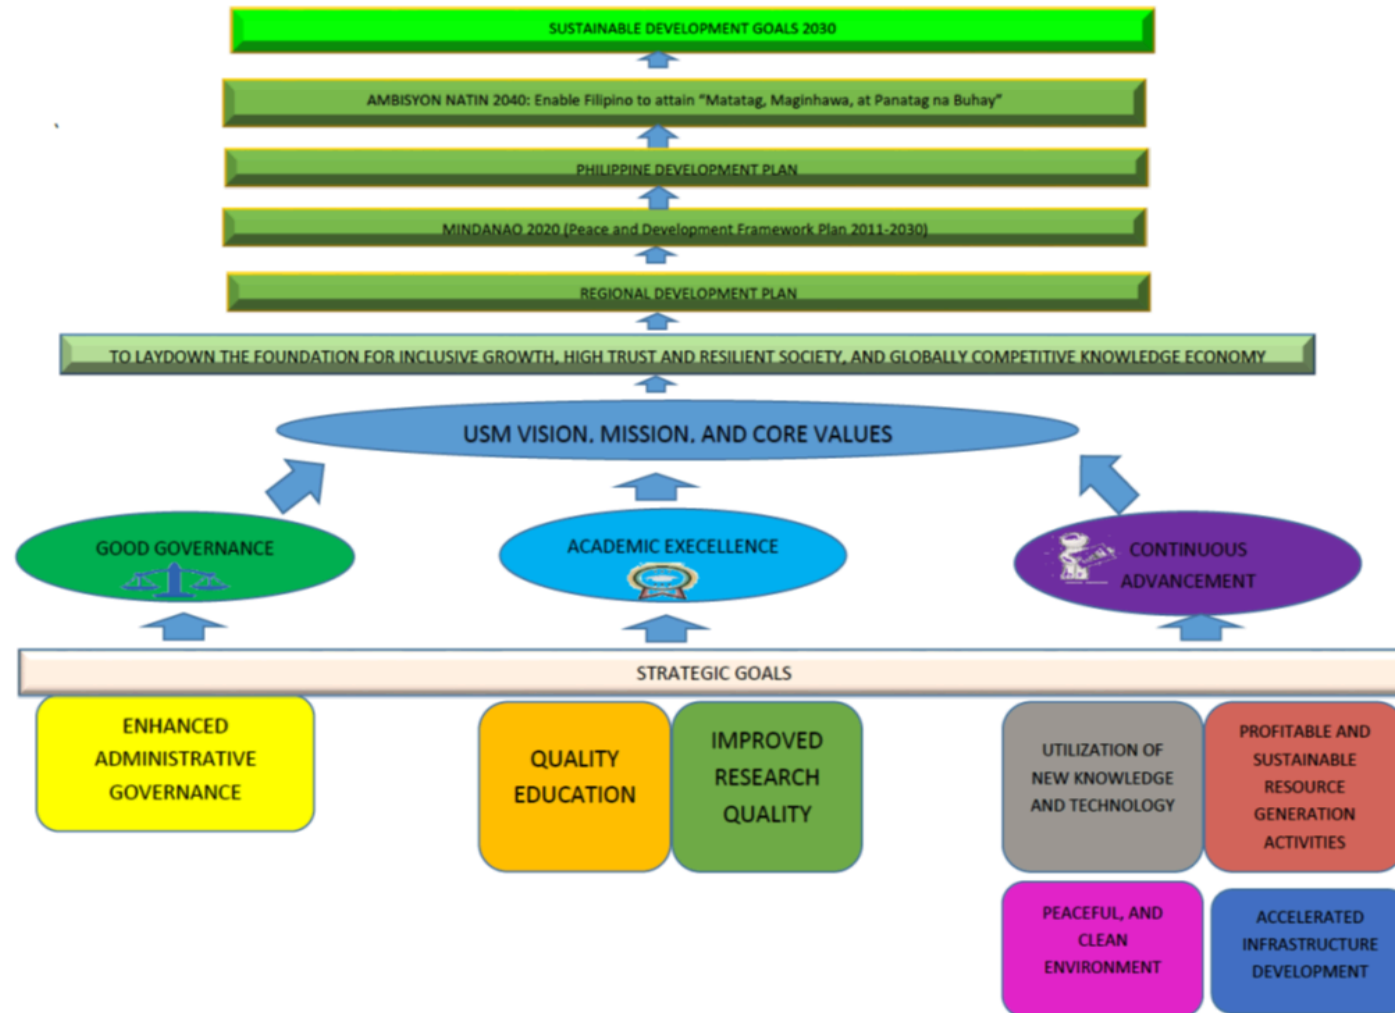 SUSTAINABLE DEVELOPMENT GOALS 2030
AMBISYON NATIN 2040: Enable Filipino to attain “Matatag, Maginhawa, at Panatag na Buhay”
PHILIPPINE DEVELOPMENT PLAN
MINDANAO 2020 (Peace and Development Framework Plan 2011-2030)
REGIONAL DEVELOPMENT PLAN
TO LAYDOWN THE FOUNDATION FOR INCLUSIVE GROWTH, HIGH TRUST AND RESILIENT SOCIETY, AND GLOBALLY COMPETITIVE KNOWLEDGE ECONOMY
USM VISION, MISSION, AND CORE VALUES
GOOD GOVERNANCE
ACADEMIC EXECELLENCE
CONTINUOUS
ADVANCEMENT
STRATEGIC GOALS
ENHANCED
ADMINISTRATIVE
GOVERNANCE
QUALITY
EDUCATION
IMPROVED
RESEARCH
QUALITY
UTILIZATION OF
NEW KNOWLEDGE
AND TECHNOLOGY
PROFITABLE AND
SUSTAINABLE
RESOURCE
GENERATION
ACTIVITIES
PEACEFUL, AND
CLEAN
ENVIRONMENT
ACCELERATED
INFRASTRUCTURE
DEVELOPMENT